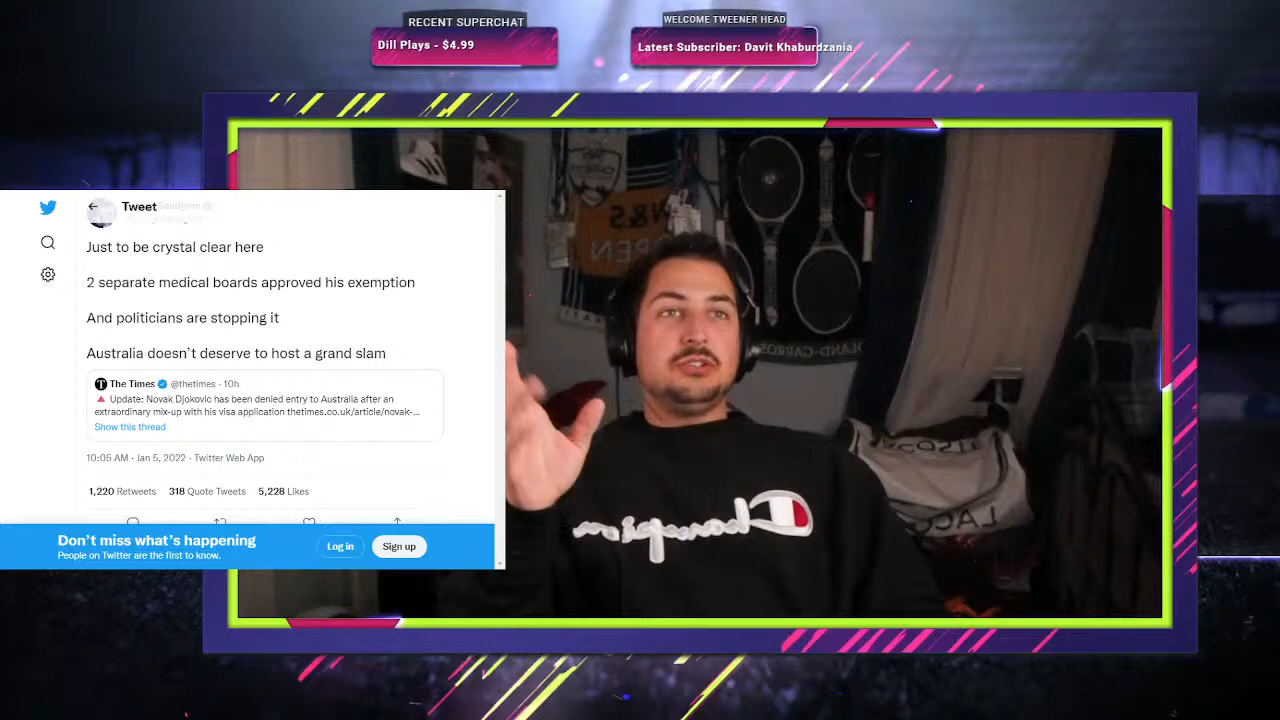 RECENT SUPERCHAT
Dill Plays - $4.99
WELCOME TWEENER HEAD
Latest Subscriber: Davit Khaburdzania
Tweet
Just to be crystal clear here
2 separate medical boards approved his exemption
And politicians are stopping it
Australia doesn't deserve to host a grand slam
The Times @thetimes · 10h
Update: Novak Djokovic has been denied entry to Australia after an
extraordinary mix-up with his visa application thetimes.co.uk/article/novak-...
Show this thread
10:05 AM · Jan 5, 2022 · Twitter Web App
1,220 Retweets 318 Quote Tweets 5,228 Likes
Don't miss what's happening
People on Twitter are the first to know.
Log in
Sign up
W&S
OPEN
OLAND-GARROS
Champion
LACO